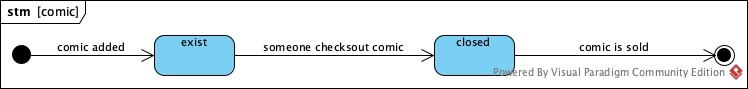 stm [comic]
comic added
exist
someone checksout comic
closed
comic is sold
Powered By Visual Paradigm Community Edition